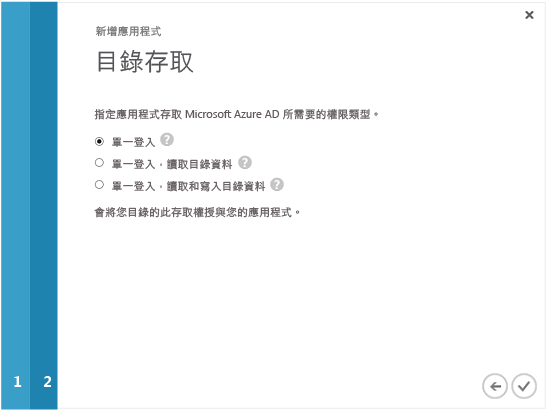 新增應用程式
目錄存取
指定應用程式存取 Microsoft Azure AD 所需要的權限類型。
單一登入 ?
單一登入，讀取目錄資料 ?
單一登入，讀取和寫入目錄資料 ?
會將您目錄的此存取權授與您的應用程式。
1 2